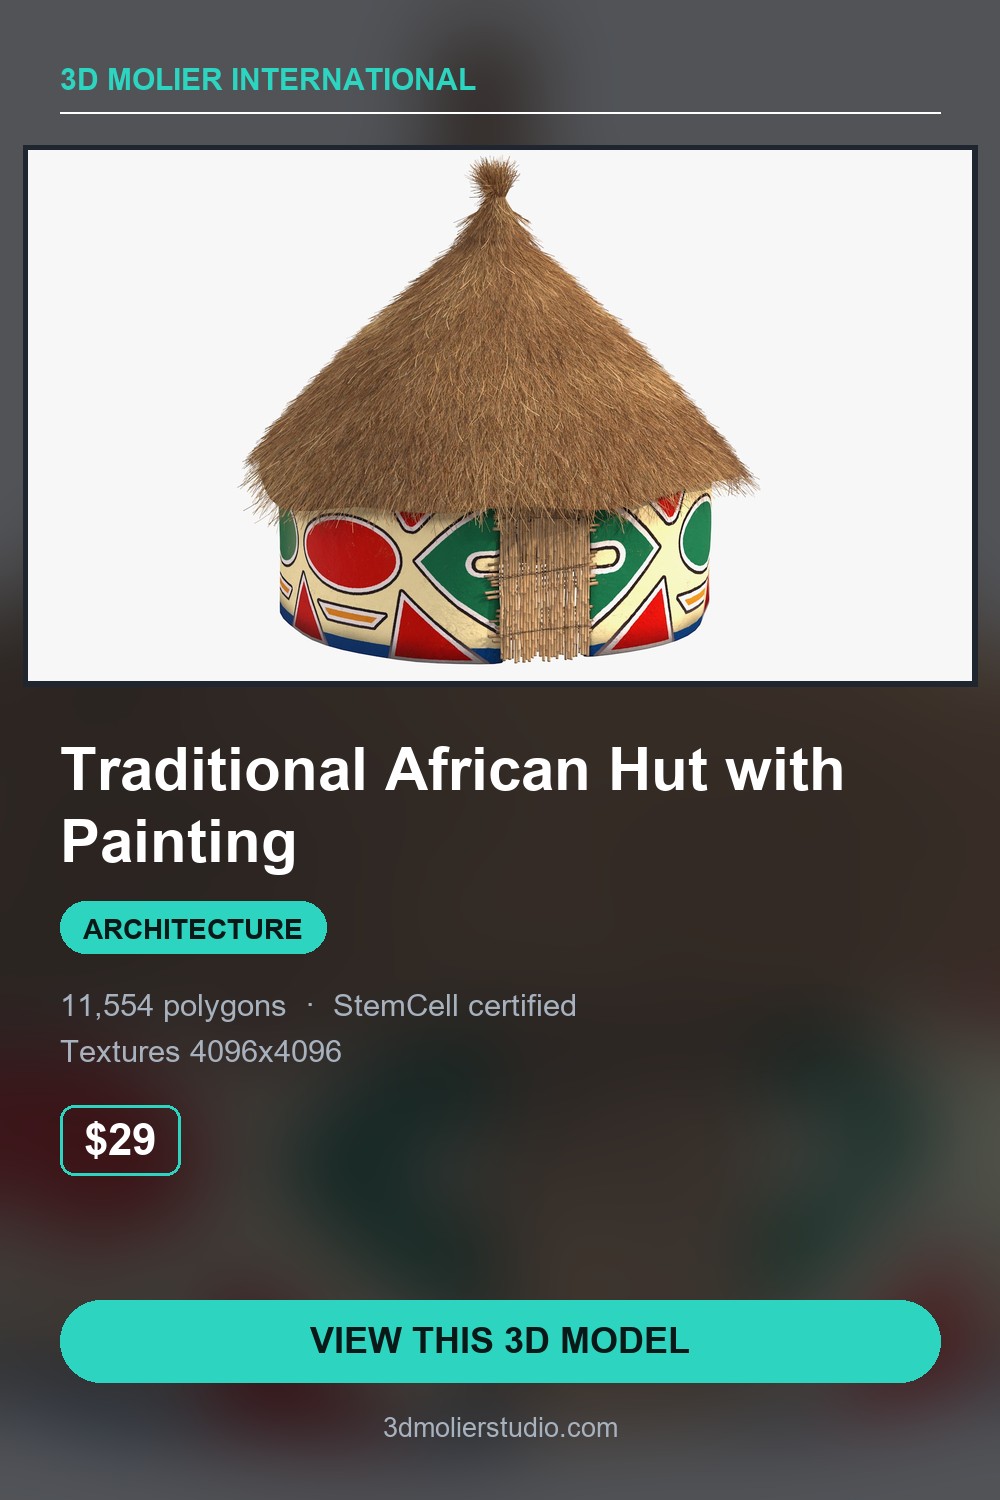 3D MOLIER INTERNATIONAL
Traditional African Hut with
Painting
ARCHITECTURE
11,554 polygons · StemCell certified
Textures 4096x4096
$29
VIEW THIS 3D MODEL
3dmolierstudio.com